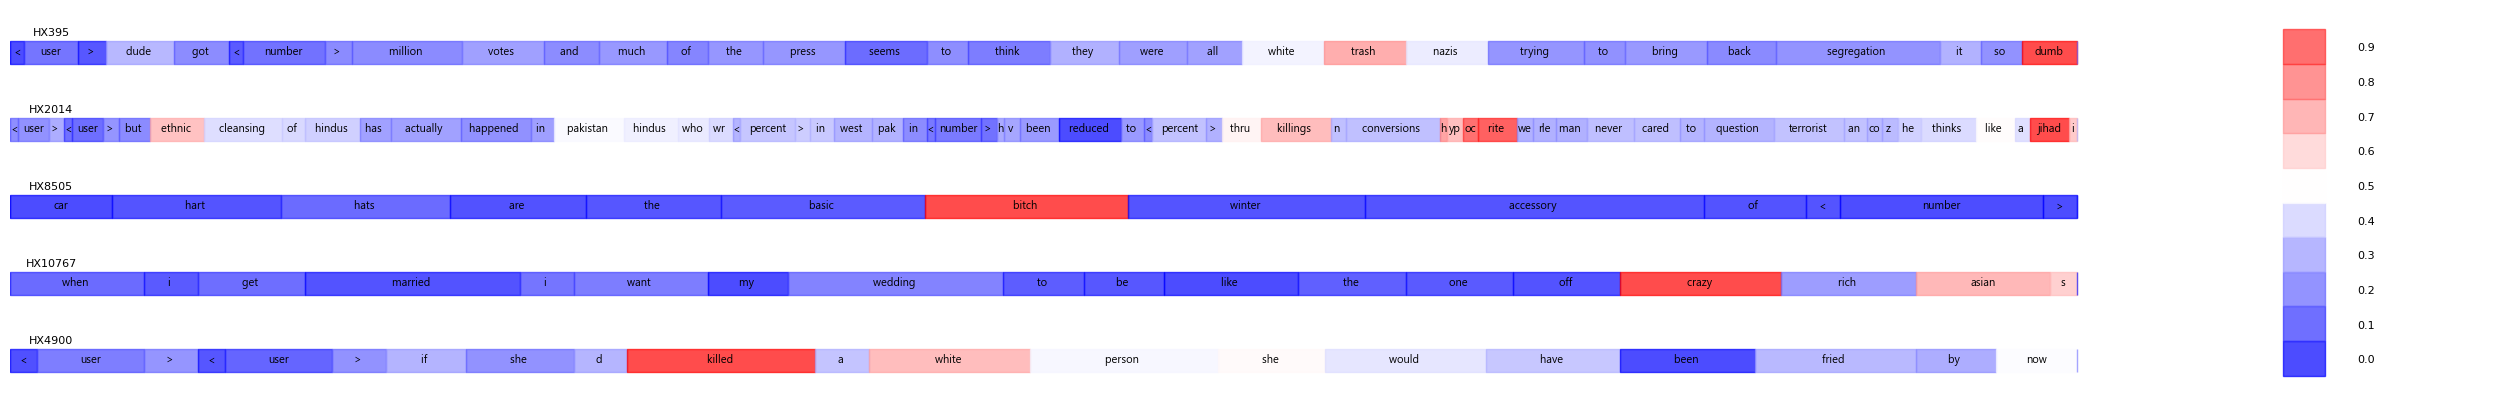 HX395
< user > dude got < number > million votes and much of the press seems to think they were all white trash nazis trying to bring back segregation it so dumb
HX2014
< user > < user > but ethnic cleansing of hindus has actually happened in pakistan hindus who wr < percent > in west pak in < number > h v been reduced to < percent > thru killings n conversions h yp oc rite we rle man never cared to question terrorist an co z he thinks like a jihad i
HX8505
car hart hats are the basic bitch winter accessory of < number >
HX10767
when i get married i want my wedding to be like the one off crazy rich asian s
HX4900
< user > < user > if she d killed a white person she would have been fried by now
0.9
0.8
0.7
0.6
0.5
0.4
0.3
0.2
0.1
0.0